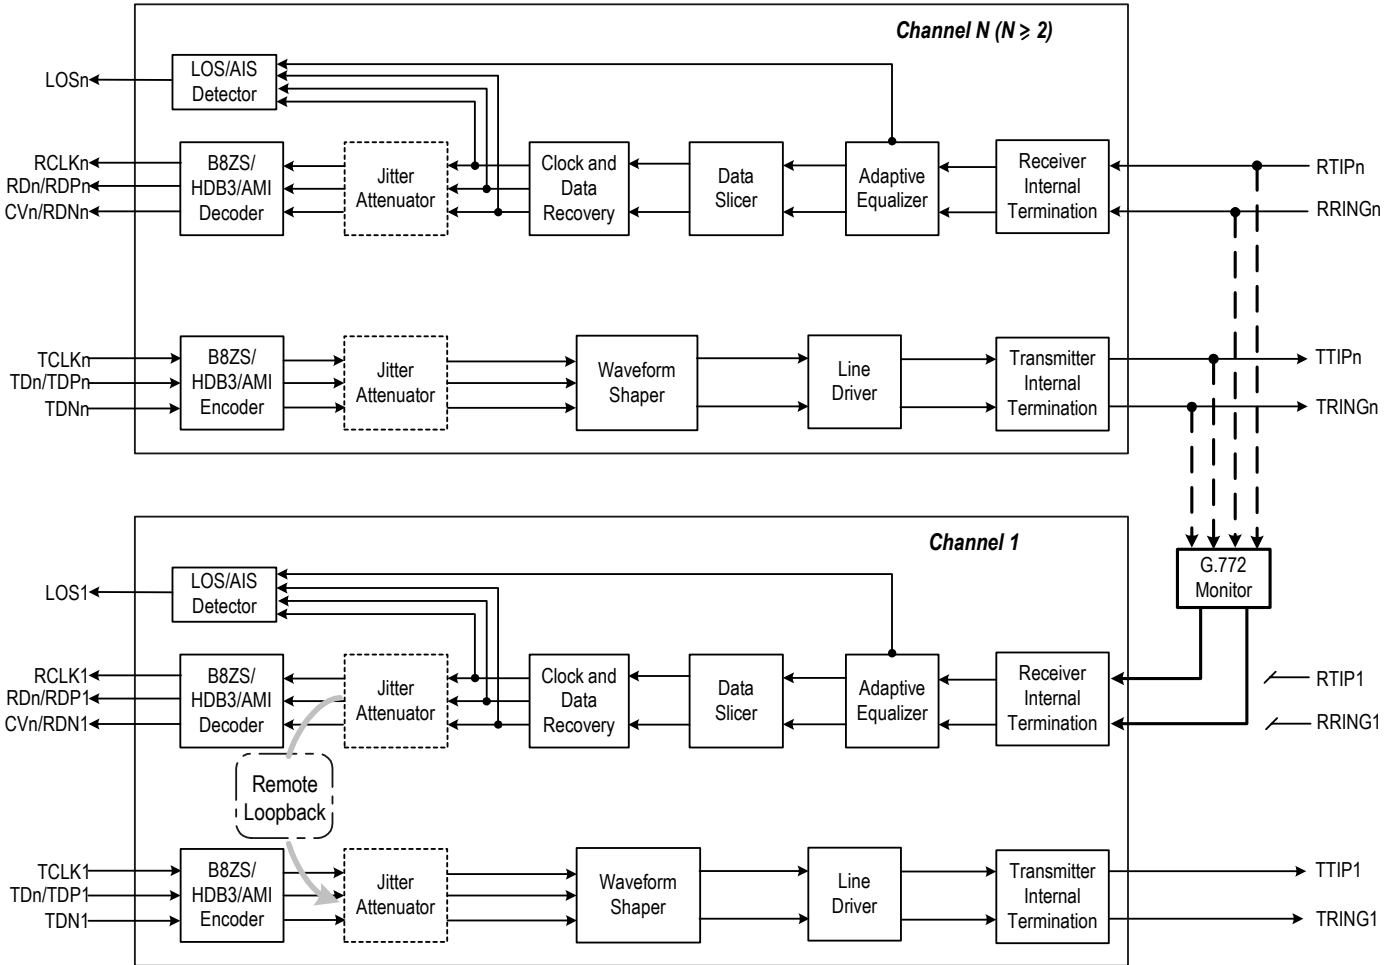 Channel N (N ≥ 2)
LOSn
LOS/AIS
Detector
RCLKn
RDn/RDPn
CVn/RDNn
B8ZS/
HDB3/AMI
Decoder
Jitter
Attenuator
Clock and
Data
Recovery
Data
Slicer
Adaptive
Equalizer
Receiver
Internal
Termination
RTIPn
RRINGn
TCLKn
TDn/TDPn
TDNn
B8ZS/
HDB3/AMI
Encoder
Jitter
Attenuator
Waveform
Shaper
Line
Driver
Transmitter
Internal
Termination
TTIPn
TRINGn
Channel 1
G.772
Monitor
LOS1
LOS/AIS
Detector
RCLK1
RDn/RDP1
CVn/RDN1
B8ZS/
HDB3/AMI
Decoder
Jitter
Attenuator
Clock and
Data
Recovery
Data
Slicer
Adaptive
Equalizer
Receiver
Internal
Termination
RTIP1
RRING1
Remote
Loopback
TCLK1
TDn/TDP1
TDN1
B8ZS/
HDB3/AMI
Encoder
Jitter
Attenuator
Waveform
Shaper
Line
Driver
Transmitter
Internal
Termination
TTIP1
TRING1